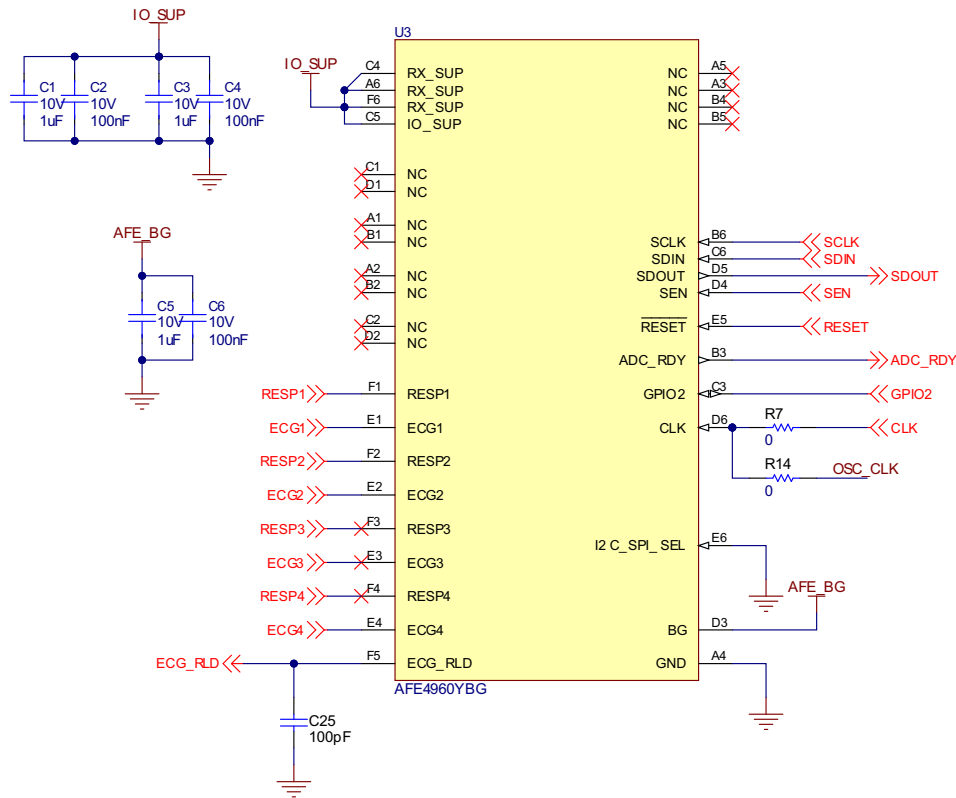 IO_SUP
C1
10V
1uF
C2
10V
100nF
C3
10V
1uF
C4
10V
100nF
AFE_BG
C5
10V
1uF
C6
10V
100nF
U3
IO_SUP
C4 RX_SUP
A6 RX_SUP
F6 RX_SUP
C5 IO_SUP
C1 NC
D1 NC
A1 NC
B1 NC
A2 NC
B2 NC
C2 NC
D2 NC
RESP1 F1 RESP1
ECG1 E1 ECG1
RESP2 F2 RESP2
ECG2 E2 ECG2
RESP3 F3 RESP3
ECG3 E3 ECG3
RESP4 F4 RESP4
ECG4 E4 ECG4
ECG_RLD F5 ECG_RLD
C25
100pF
NC A5
NC A3
NC B4
NC B5
SCLK B6 SCLK
SDIN C6 SDIN
SDOUT D5 SDOUT
SEN D4 SEN
RESET E5 RESET
ADC_RDY B3 ADC_RDY
GPIO2 C3 GPIO2
CLK D6 R7 CLK
0
R14 OSC_CLK
0
I2C_SPI_SEL E6
AFE_BG
BG D3
GND A4
AFE4960YBG